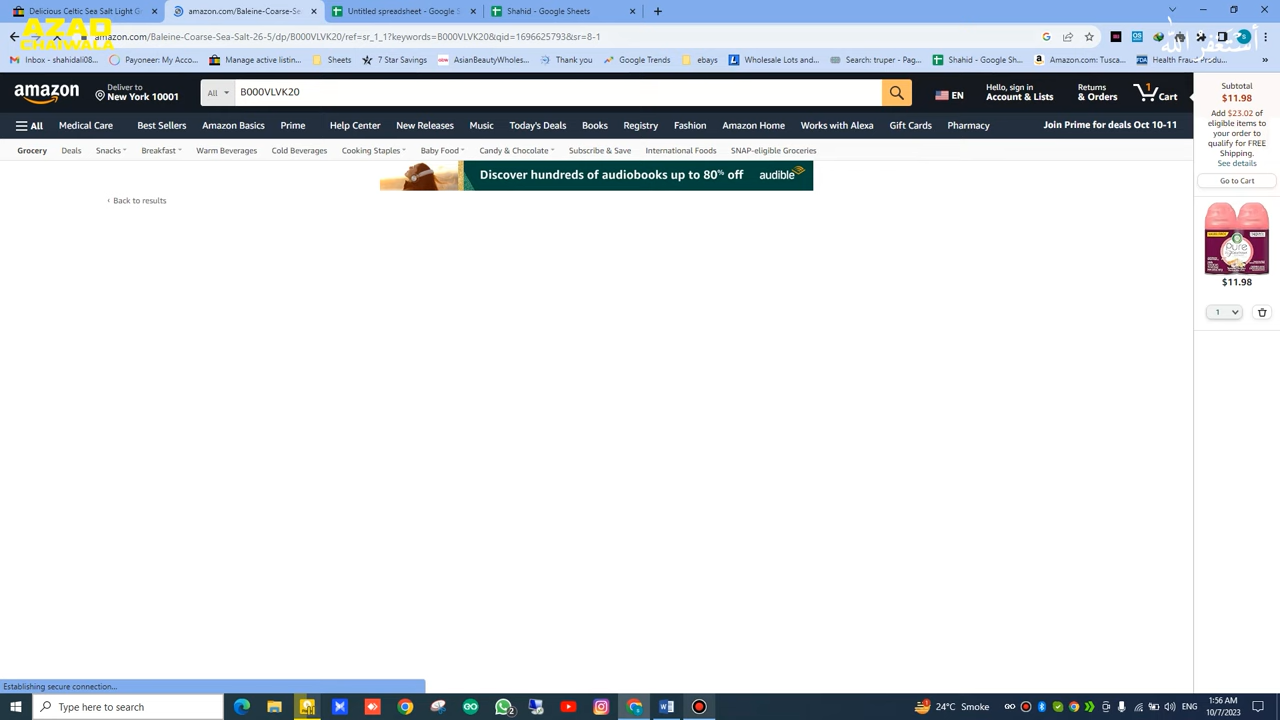 Delicious Celtic Sea Salt Light Gr
amazon.com/Baleine-Coarse-Se
Untitled spreadsheet - Google S
Shahid - Google Sheets
AZAD
CHAIWALA
أستغفر الله
amazon.com/Baleine-Coarse-Sea-Salt-26-5/dp/B000VLVK20/ref=sr_1_1?keywords=B000VLVK20&qid=1696625793&sr=8-1
Inbox - shahidali08...
Payoneer: My Acco...
Manage active listin...
Sheets
7 Star Savings
AsianBeautyWholes...
Thank you
Google Trends
ebays
Wholesale Lots and...
Search: truper - Pag...
Shahid - Google Sh...
Amazon.com: Tusca...
Health Fraud Produ...
amazon
Deliver to
New York 10001
All
B000VLVK20
EN
Hello, sign in
Account & Lists
Returns
& Orders
1
Cart
All
Medical Care
Best Sellers
Amazon Basics
Prime
Help Center
New Releases
Music
Today's Deals
Books
Registry
Fashion
Amazon Home
Works with Alexa
Gift Cards
Pharmacy
Join Prime for deals Oct 10-11
Grocery
Deals
Snacks
Breakfast
Warm Beverages
Cold Beverages
Cooking Staples
Baby Food
Candy & Chocolate
Subscribe & Save
International Foods
SNAP-eligible Groceries
Discover hundreds of audiobooks up to 80% off
audible
‹ Back to results
Subtotal
$11.98
Add $23.02 of
eligible items to
your order to
qualify for FREE
Shipping.
See details
Go to Cart
pure
$11.98
1
Establishing secure connection...
Type here to search
2
24°C Smoke
1:56 AM
10/7/2023